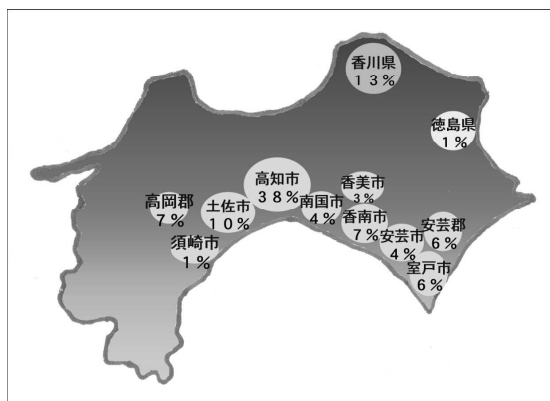 香川県
13%
徳島県
1%
高知市
38%
香美市
3%
高岡郡
7%
土佐市
10%
南国市
4%
香南市
7%
安芸市
4%
安芸郡
6%
須崎市
1%
室戸市
6%